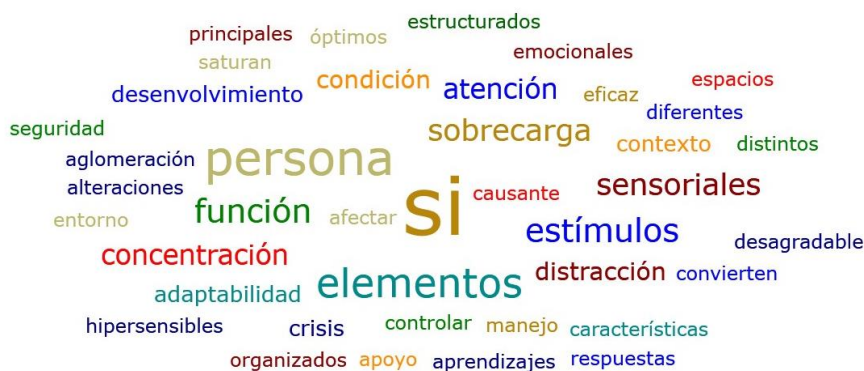 estructurados
principales óptimos
emocionales
saturan
condición atención espacios
desenvolvimiento eficaz
diferentes
seguridad sobrecarga contexto distintos
aglomeración persona
alteraciones si causante sensoriales
entorno función afectar estímulos
desagradable
concentración distracción convierten
adaptabilidad elementos
hipersensibles crisis controlar manejo características
organizados apoyo aprendizajes respuestas